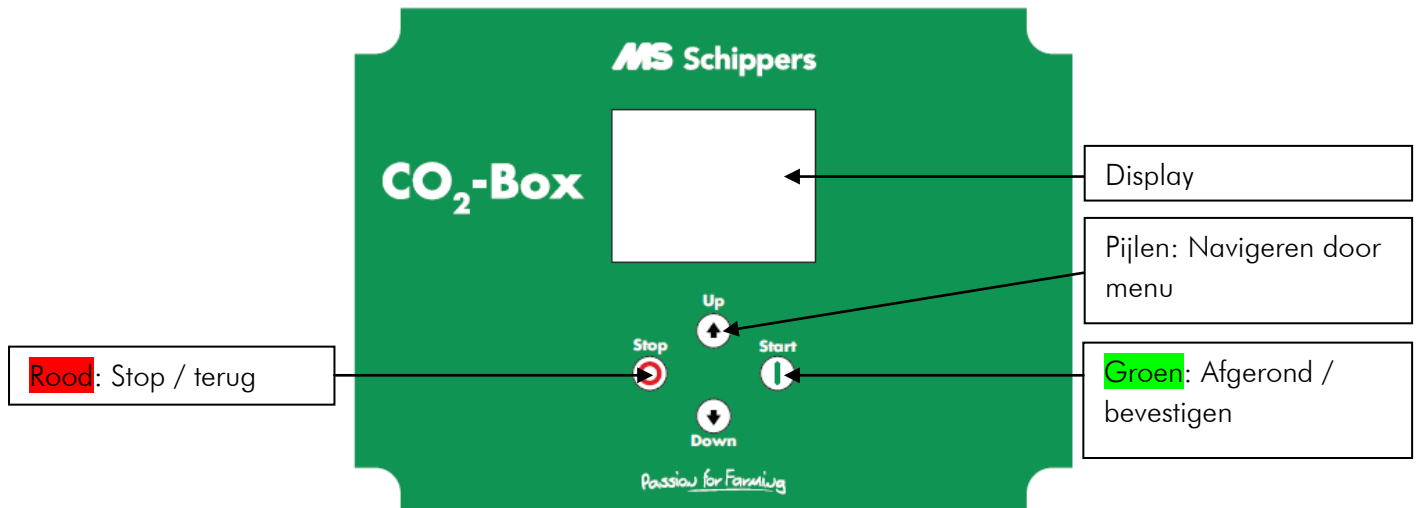 MS Schippers
CO₂-Box
Display
Pijlen: Navigeren door
menu
Up
Stop
Start
Rood: Stop / terug
Groen: Afgerond /
bevestigen
Down
Passion for Farming